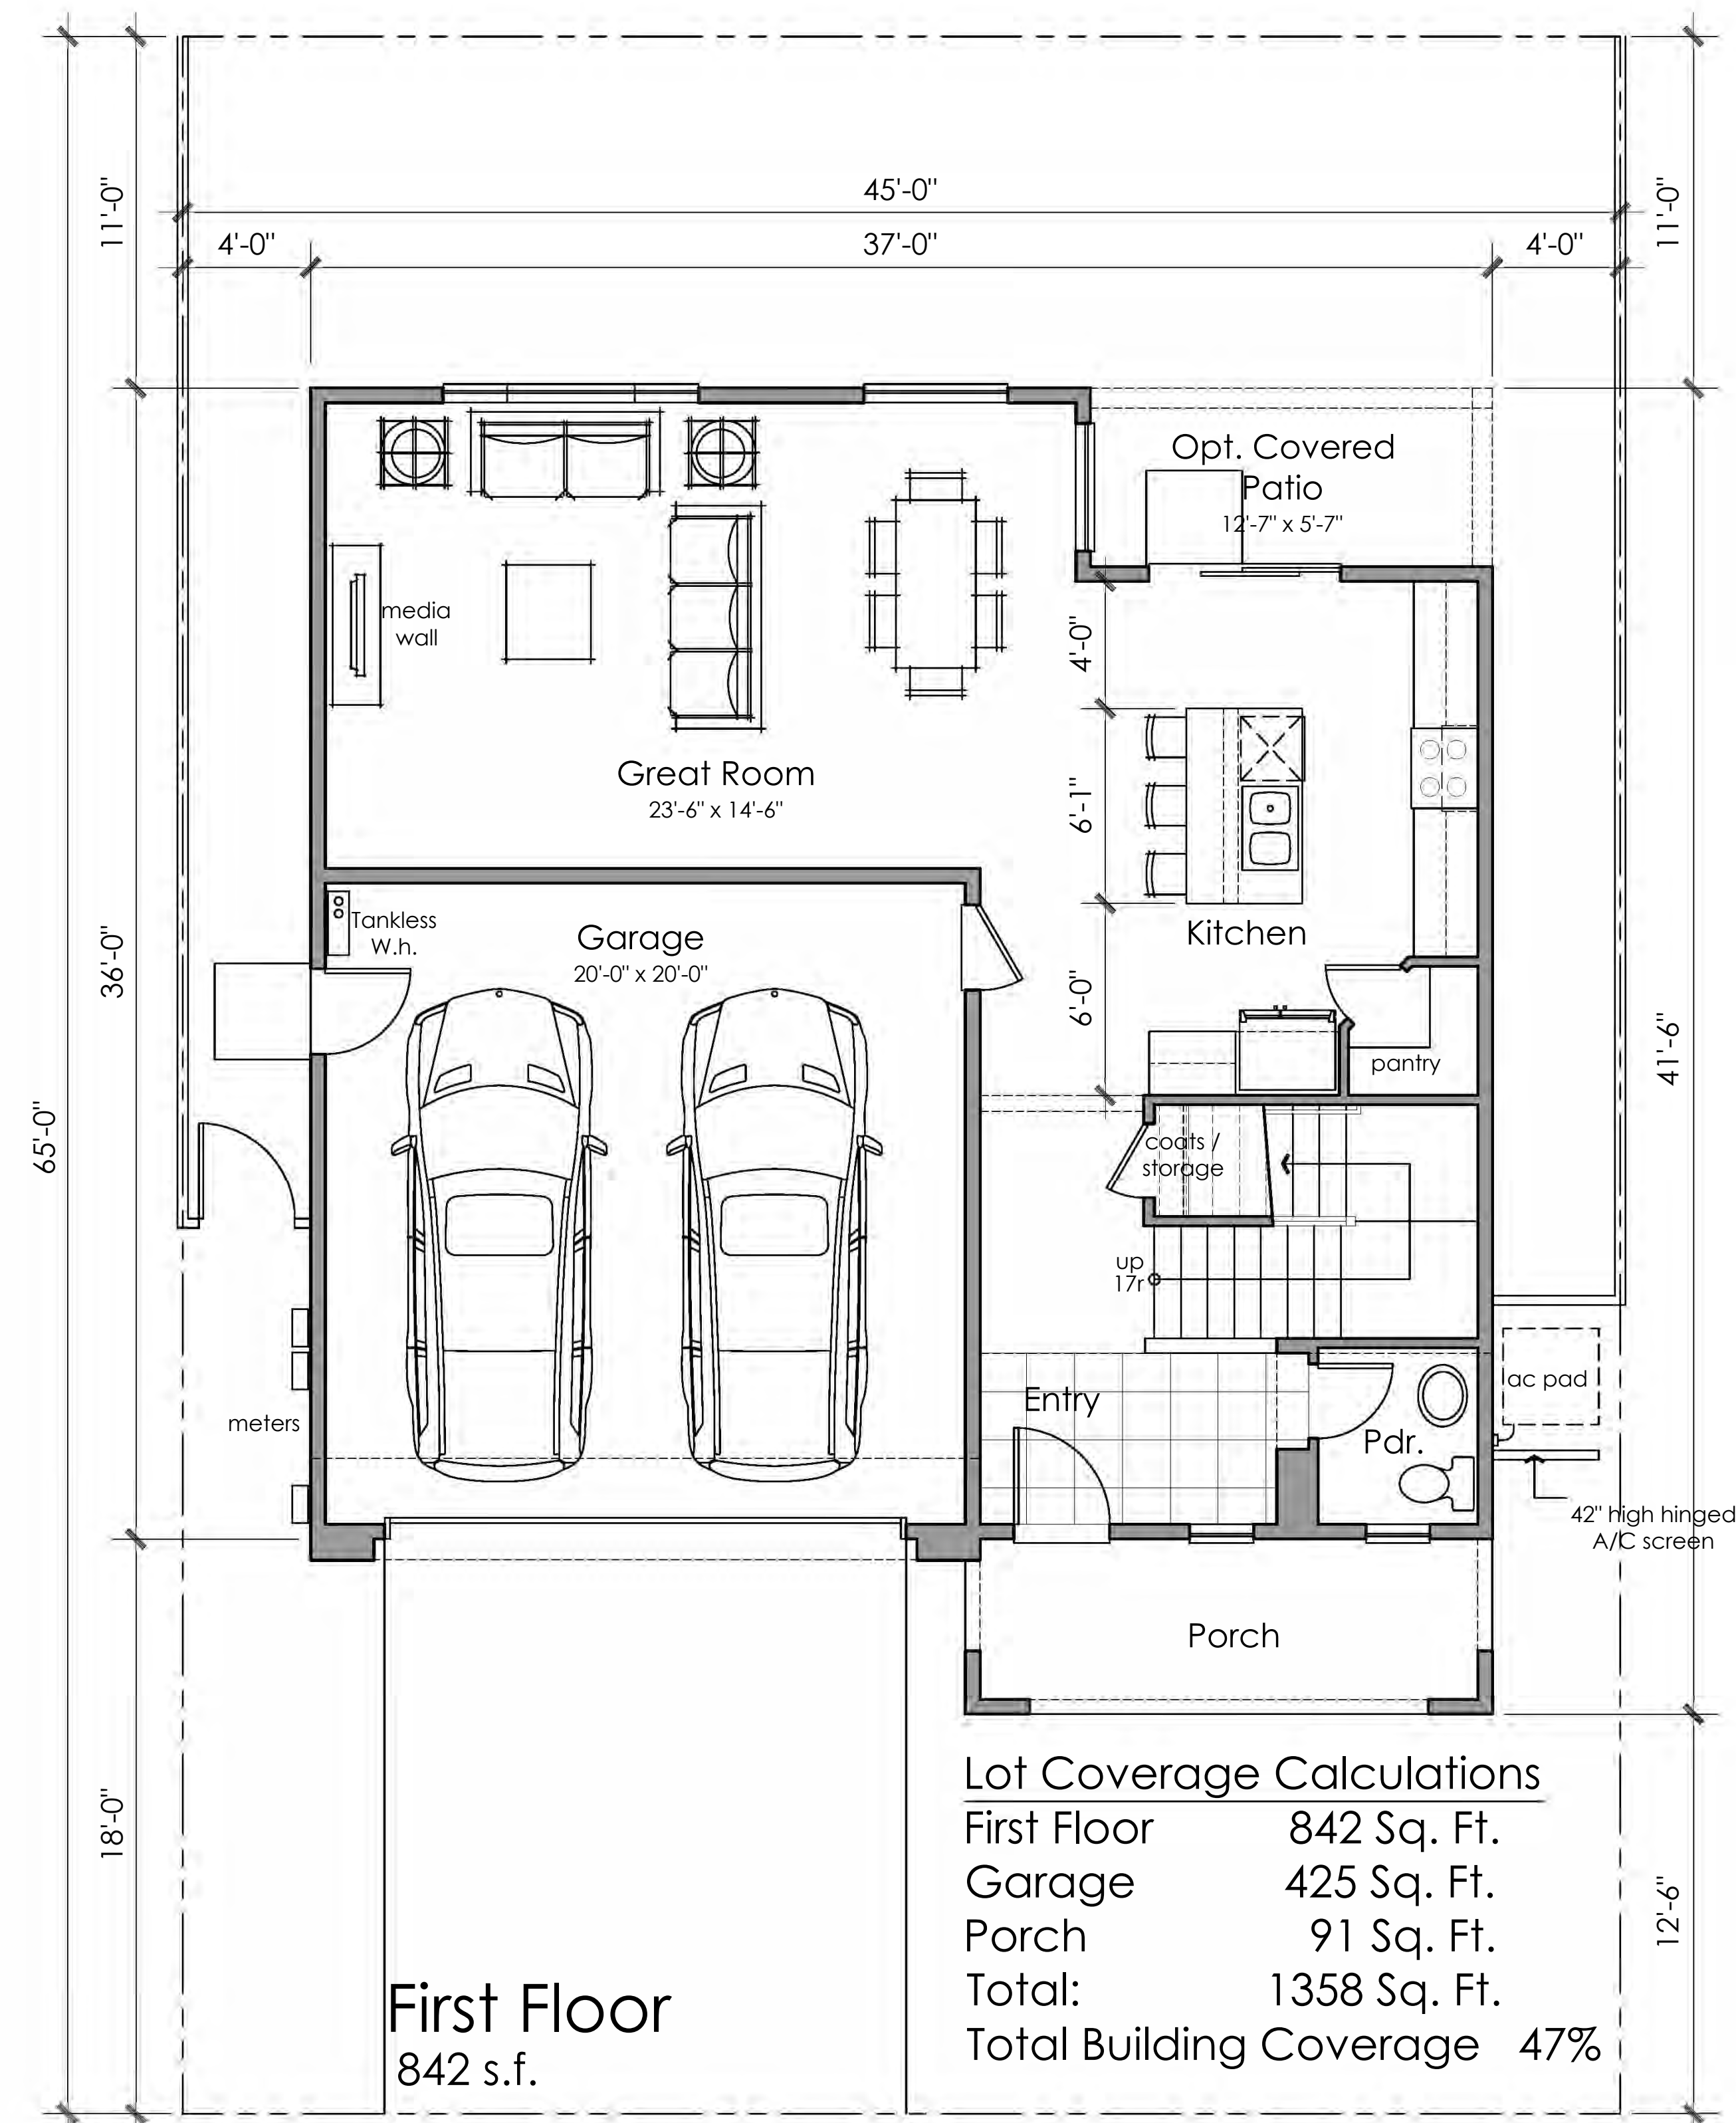 45'-0"
4'-0" 37'-0" 4'-0"
11'-0"
11'-0"
Opt. Covered
Patio
12'-7" x 5'-7"
media
wall
4'-0"
Great Room
23'-6" x 14'-6"
6'-1"
Tankless
W.h.
Garage
20'-0" x 20'-0"
Kitchen
36'-0"
6'-0"
pantry
41'-6"
65'-0"
coats /
storage
up
17r
ac pad
Entry
meters
Pdr.
42" high hinged
A/C screen
Porch
18'-0"
12'-6"
Lot Coverage Calculations
First Floor 842 Sq. Ft.
Garage 425 Sq. Ft.
Porch 91 Sq. Ft.
Total: 1358 Sq. Ft.
Total Building Coverage 47%
First Floor
842 s.f.